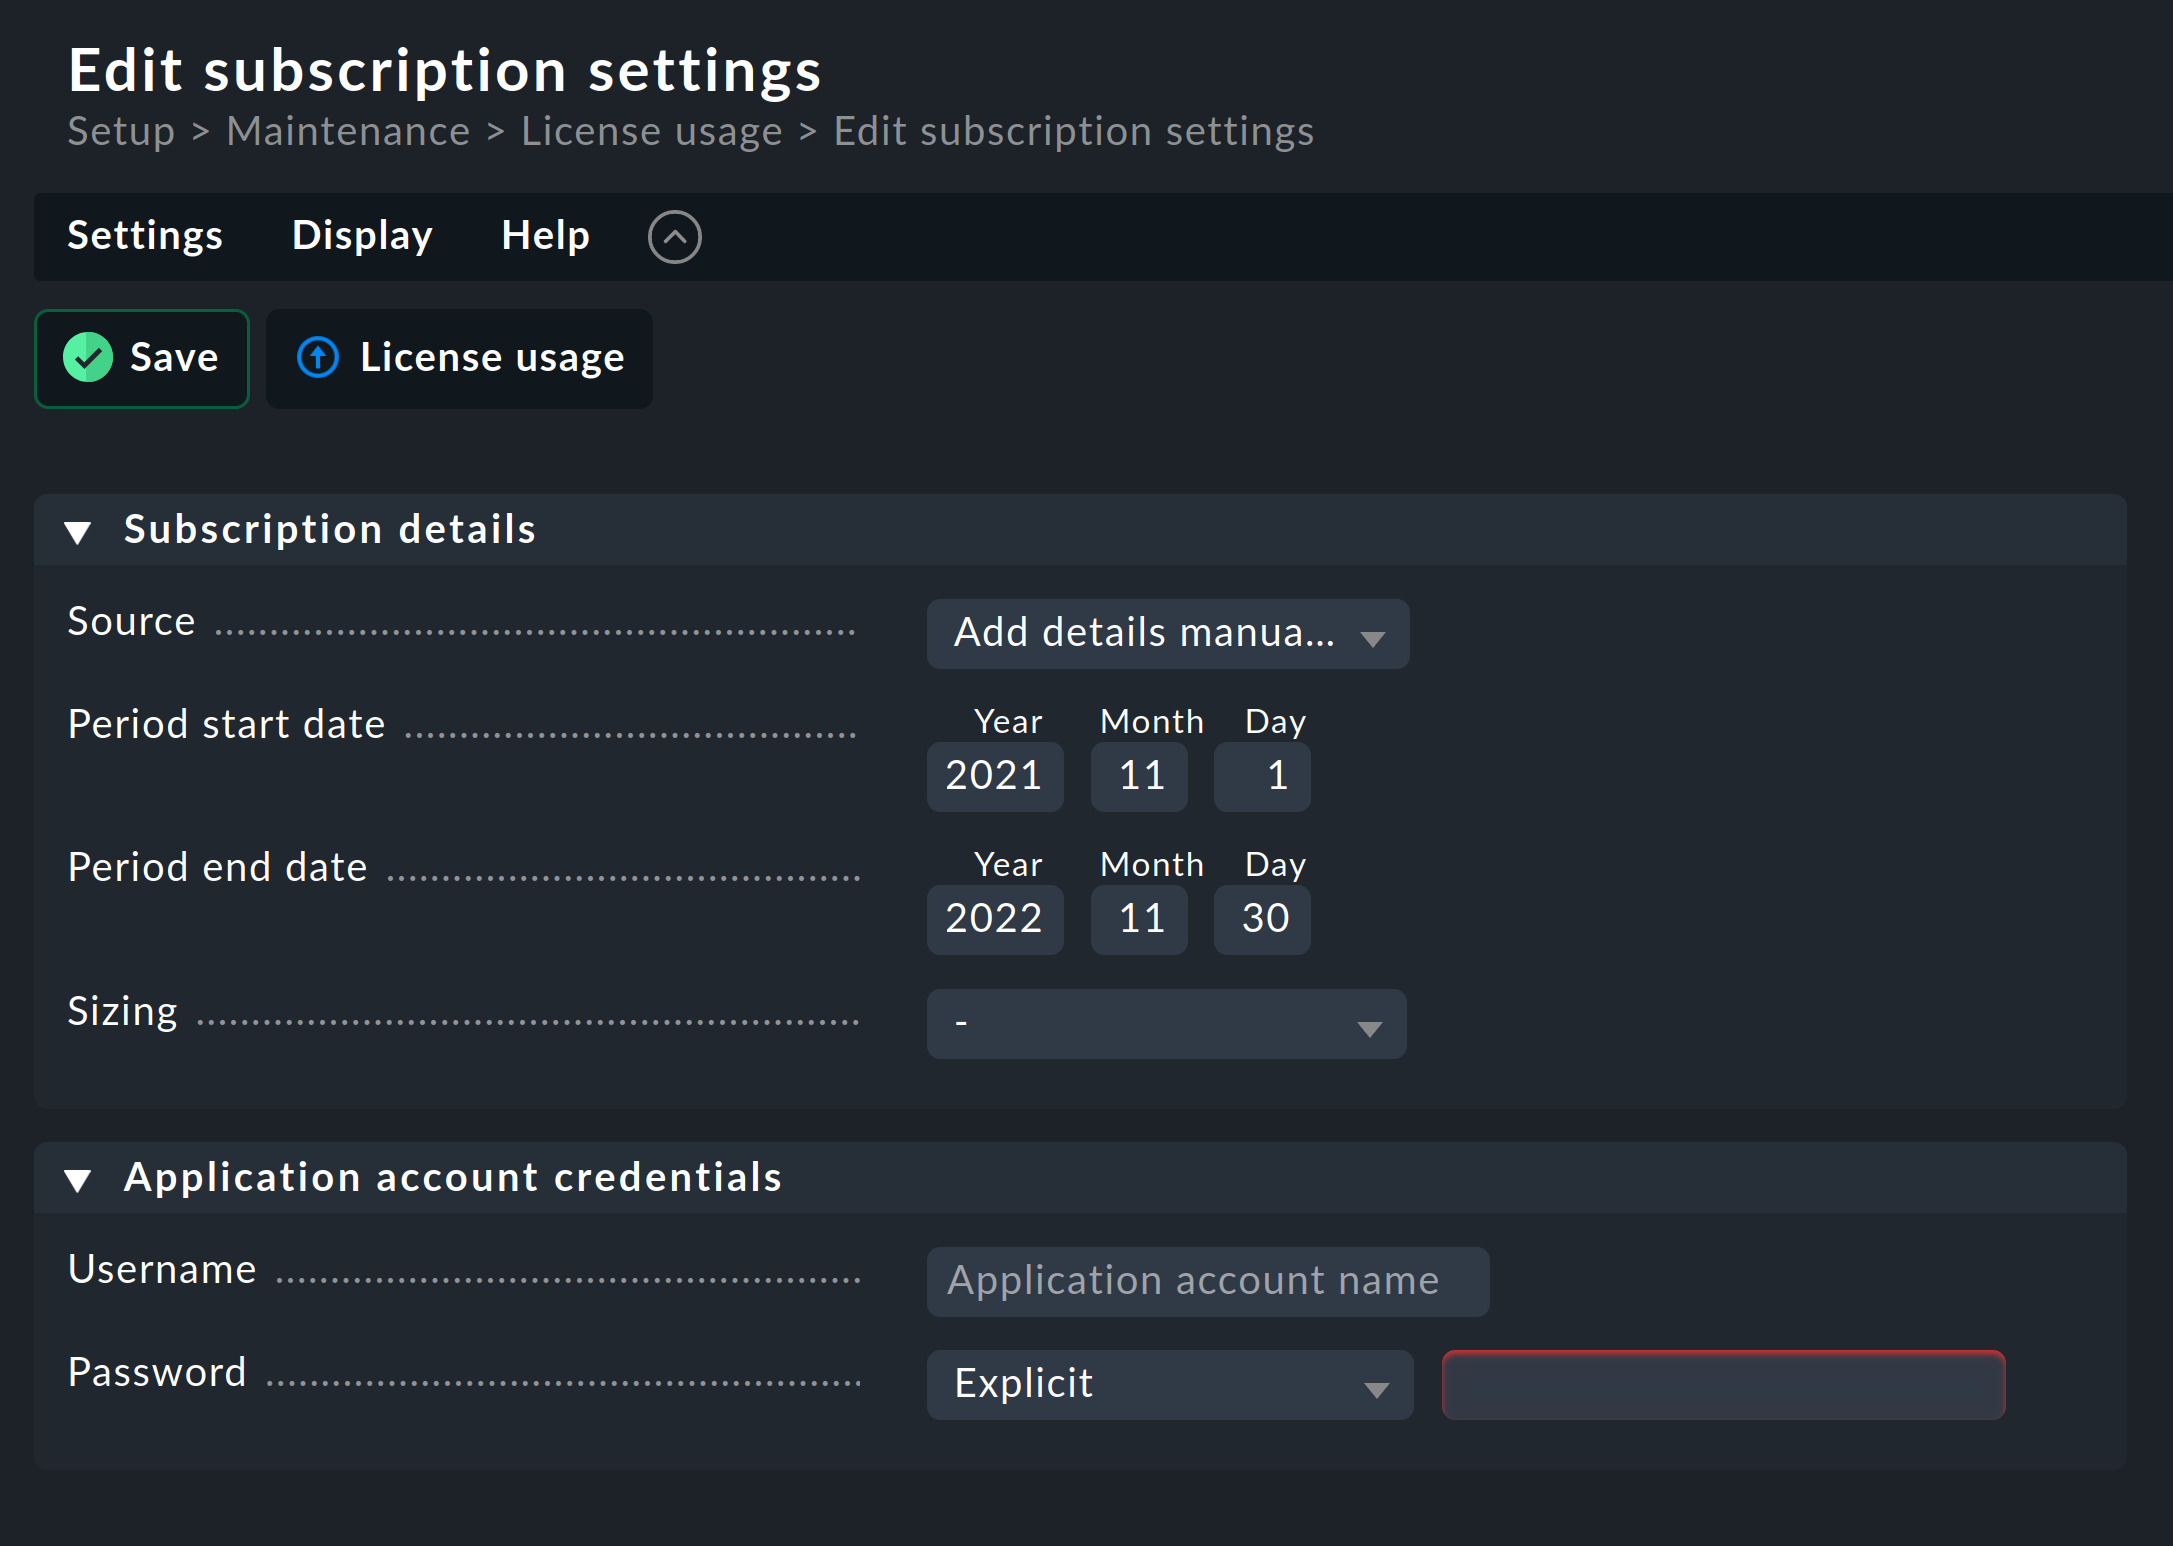 Edit subscription settings
Setup > Maintenance > License usage > Edit subscription settings
Settings Display Help
Save License usage
Subscription details
Source Add details manua...
Year Month Day
Period start date 2021 11 1
Year Month Day
Period end date 2022 11 30
Sizing -
Application account credentials
Username Application account name
Password Explicit